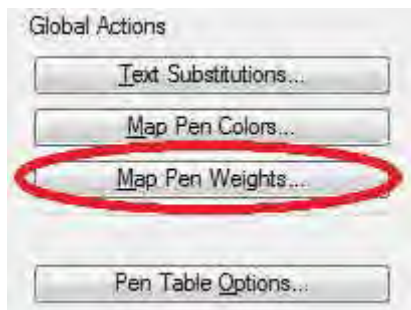 Global Actions
Text Substitutions...
Map Pen Colors...
Map Pen Weights...
Pen Table Options...